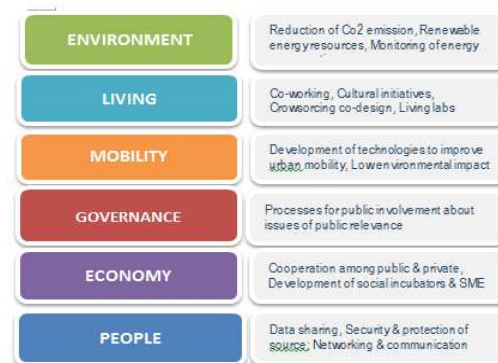 ENVIRONMENT
Reduction of Co2 emission, Renewable
energy resources, Monitoring of energy
LIVING
Co-working, Cultural initiatives,
Crowsorcing co-design, Living labs
MOBILITY
Development of technologies to improve
urban mobility, Low environmental impact
GOVERNANCE
Processes for public involvement about
issues of public relevance
ECONOMY
Cooperation among public & private,
Development of social incubators & SME
PEOPLE
Data sharing, Security & protection of
source; Networking & communication